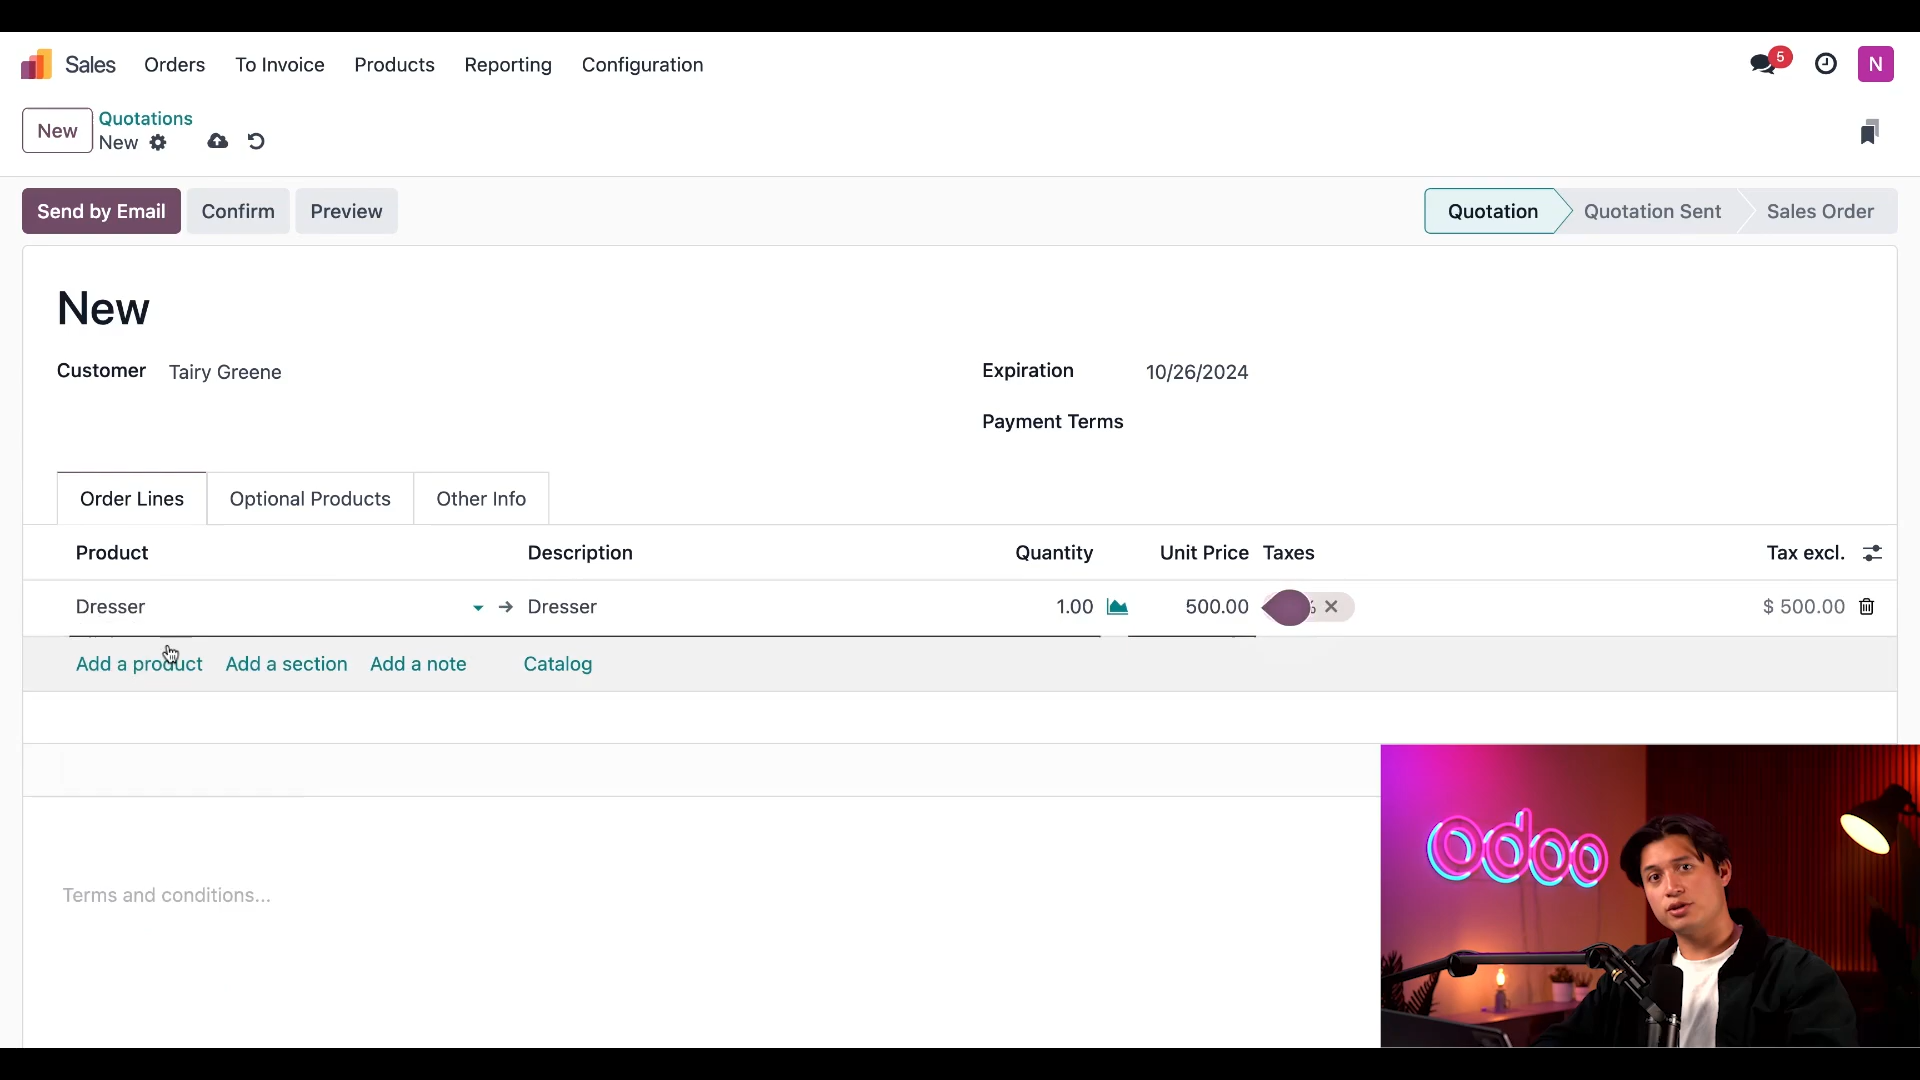 Sales Orders To Invoice Products Reporting Configuration 5 N
New Quotations
New
Send by Email Confirm Preview Quotation Quotation Sent Sales Order
New
Customer Tairy Greene Expiration 10/26/2024
Payment Terms
Order Lines Optional Products Other Info
Product Description Quantity Unit Price Taxes Tax excl.
Dresser Dresser 1.00 500.00 $ 500.00
Add a product Add a section Add a note Catalog
Terms and conditions...
odoo